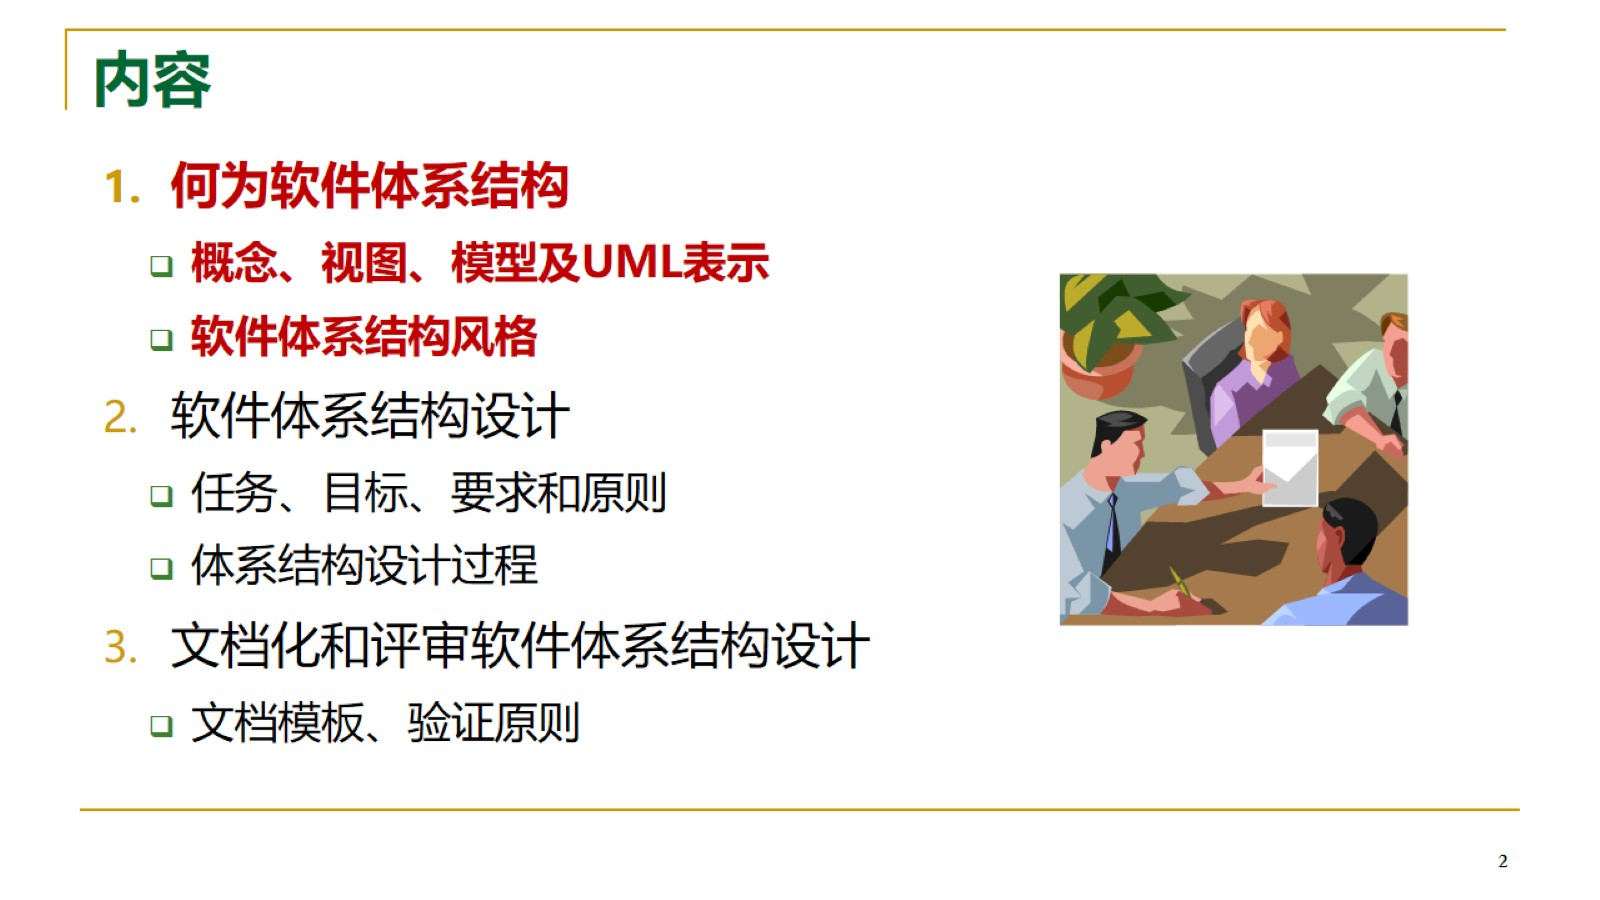 内容
1. 何为软件体系结构
❑ 概念、视图、模型及UML表示
❑ 软件体系结构风格
2. 软件体系结构设计
❑ 任务、目标、要求和原则
❑ 体系结构设计过程
3. 文档化和评审软件体系结构设计
❑ 文档模板、验证原则
2